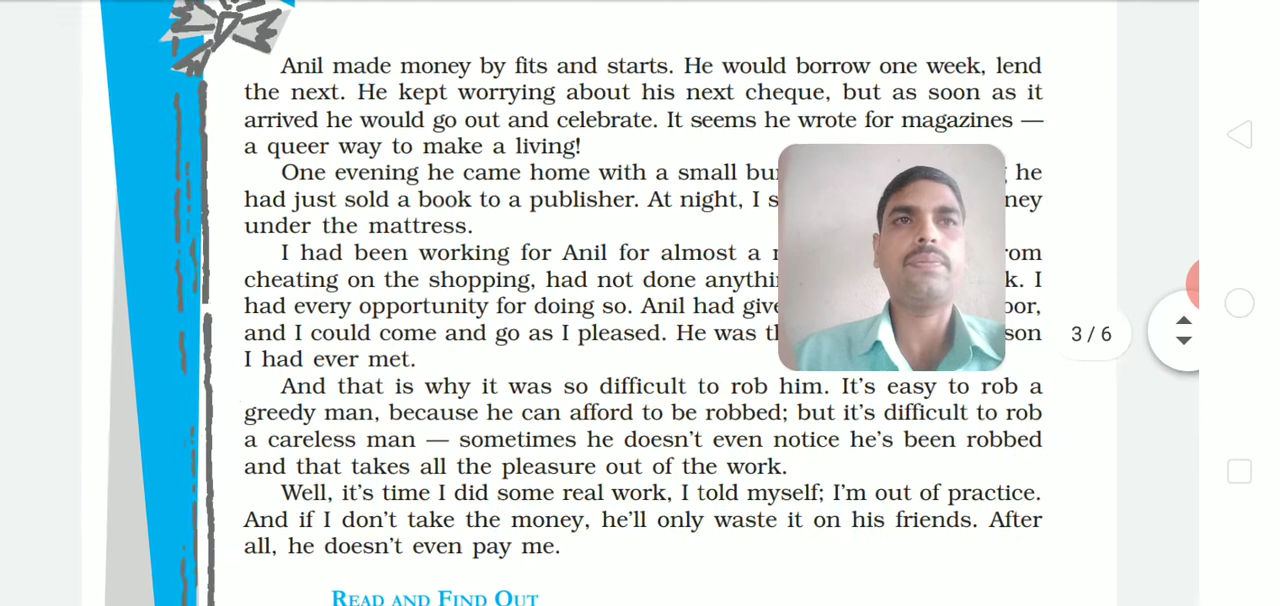 Anil made money by fits and starts. He would borrow one week, lend
the next. He kept worrying about his next cheque, but as soon as it
arrived he would go out and celebrate. It seems he wrote for magazines —
a queer way to make a living!
One evening he came home with a small he
had just sold a book to a publisher. At night, I
under the mattress.
I had been working for Anil for almost a
cheating on the shopping, had not done I
had every opportunity for doing so. Anil had
and I could come and go as I pleased. He was
I had ever met.
And that is why it was so difficult to rob him. It's easy to rob a
greedy man, because he can afford to be robbed; but it's difficult to rob
a careless man — sometimes he doesn't even notice he's been robbed
and that takes all the pleasure out of the work.
Well, it's time I did some real work, I told myself; I'm out of practice.
And if I don't take the money, he'll only waste it on his friends. After
all, he doesn't even pay me.
READ AND FIND OUT
3 / 6